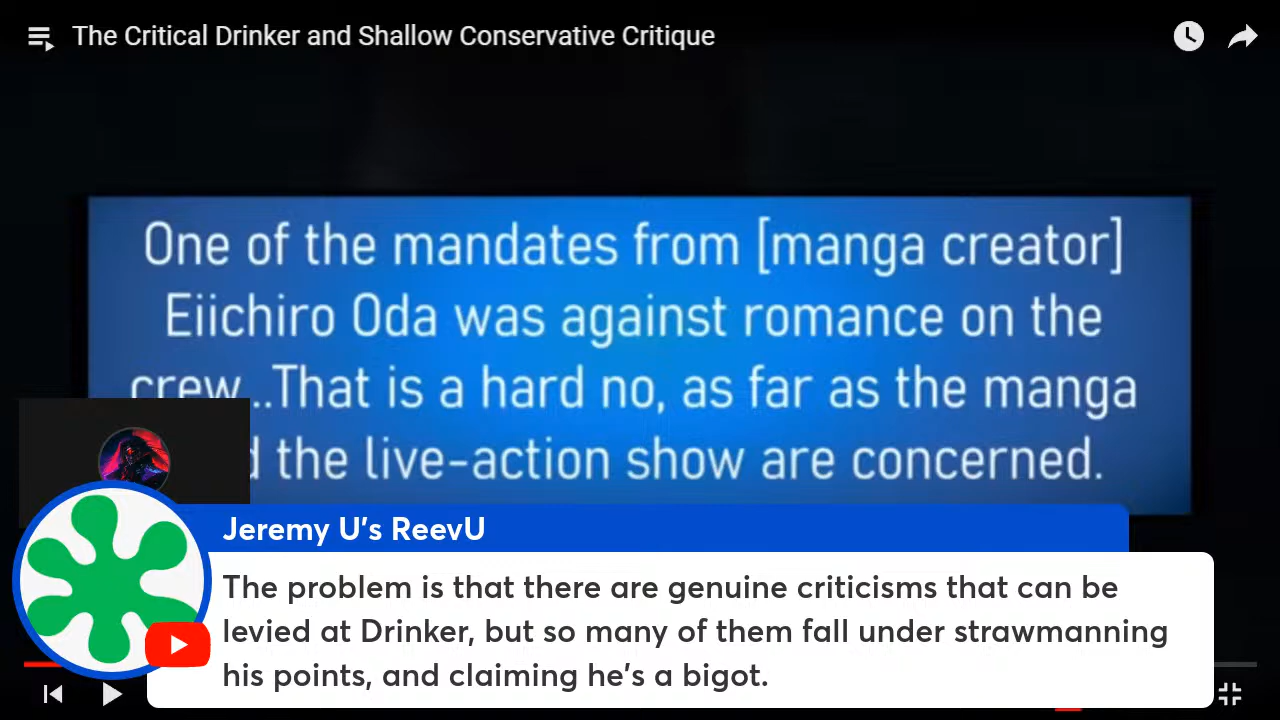 The Critical Drinker and Shallow Conservative Critique
One of the mandates from [manga creator]
Eiichiro Oda was against romance on the
crew...That is a hard no, as far as the manga
the live-action show are concerned.
Jeremy U's ReevU
The problem is that there are genuine criticisms that can be
levied at Drinker, but so many of them fall under strawmanning
his points, and claiming he's a bigot.